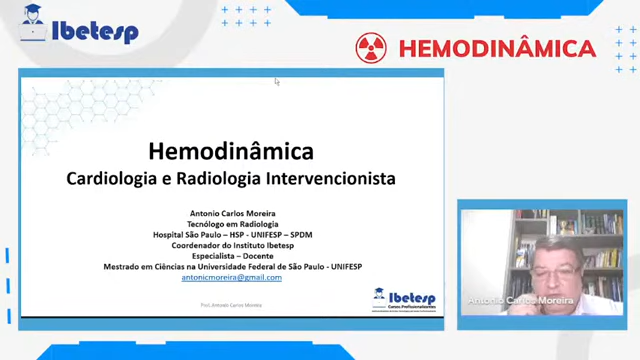 Ibetesp
HEMODINÂMICA
Hemodinâmica
Cardiologia e Radiologia Intervencionista
Antonio Carlos Moreira
Tecnólogo em Radiologia
Hospital São Paulo – HSP - UNIFESP – SPDM
Coordenador do Instituto Ibetesp
Especialista – Docente
Mestrado em Ciências na Universidade Federal de São Paulo - UNIFESP
antonicmoreira@gmail.com
Prof. Antonio Carlos Moreira
Ibetesp
Cursos Profissionalizantes
Antonio Carlos Moreira